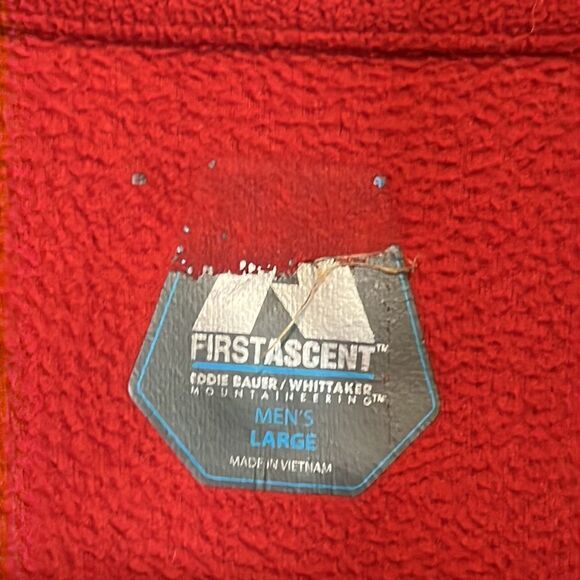 FIRSTASCENT™
EDDIE BAUER/WHITTAKER
MOUNTAINEERING™
MEN'S
LARGE
MADE IN VIETNAM